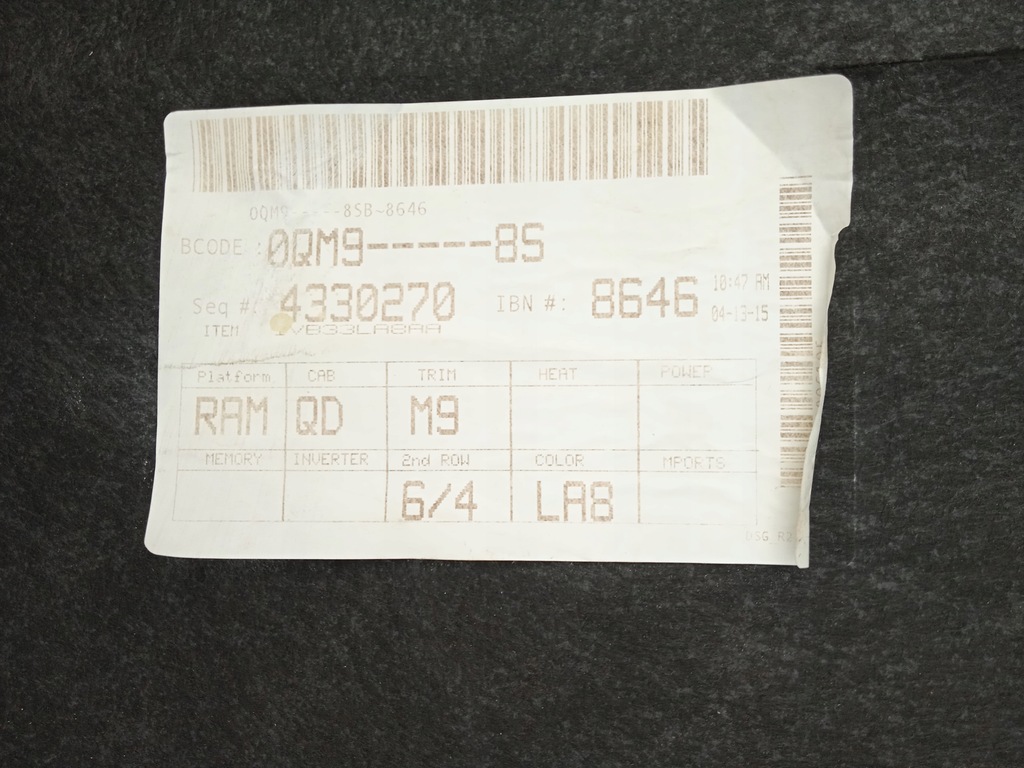 0QM9-----8SB~8646
BCODE : 0QM9-----8S
Seq #: 4330270 IBN #: 8646 10:47 AM
04-13-15
ITEM VB33LA8AA
Platform CAB TRIM HEAT POWER
RAM QD M9
MEMORY INVERTER 2nd ROW COLOR MPORTS
6/4 LA8